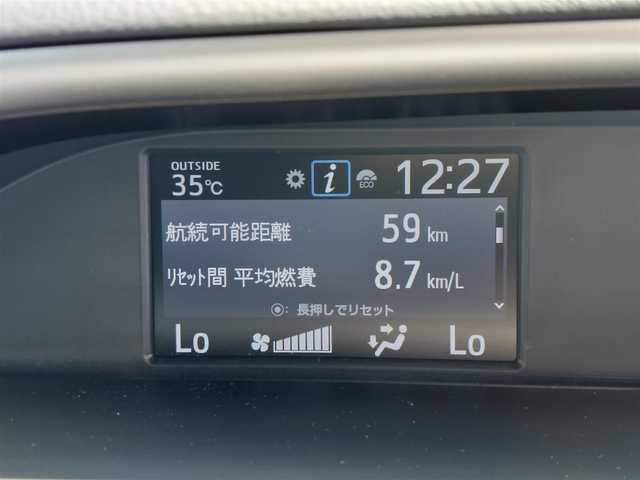 OUTSIDE
35℃
i
ECO
12:27
航続可能距離 59 km
ﾘｾｯﾄ間 平均燃費 8.7 km/L
◉: 長押しでリセット
Lo
Lo